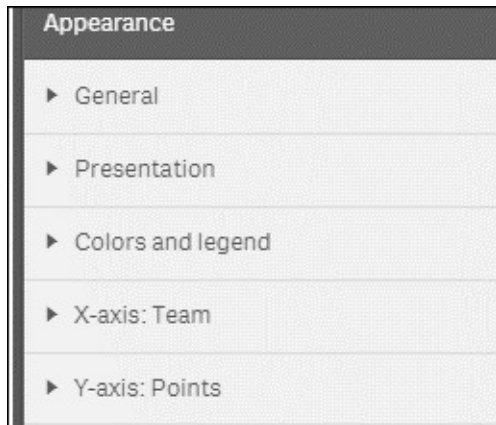 Appearance
General
Presentation
Colors and legend
X-axis: Team
Y-axis: Points